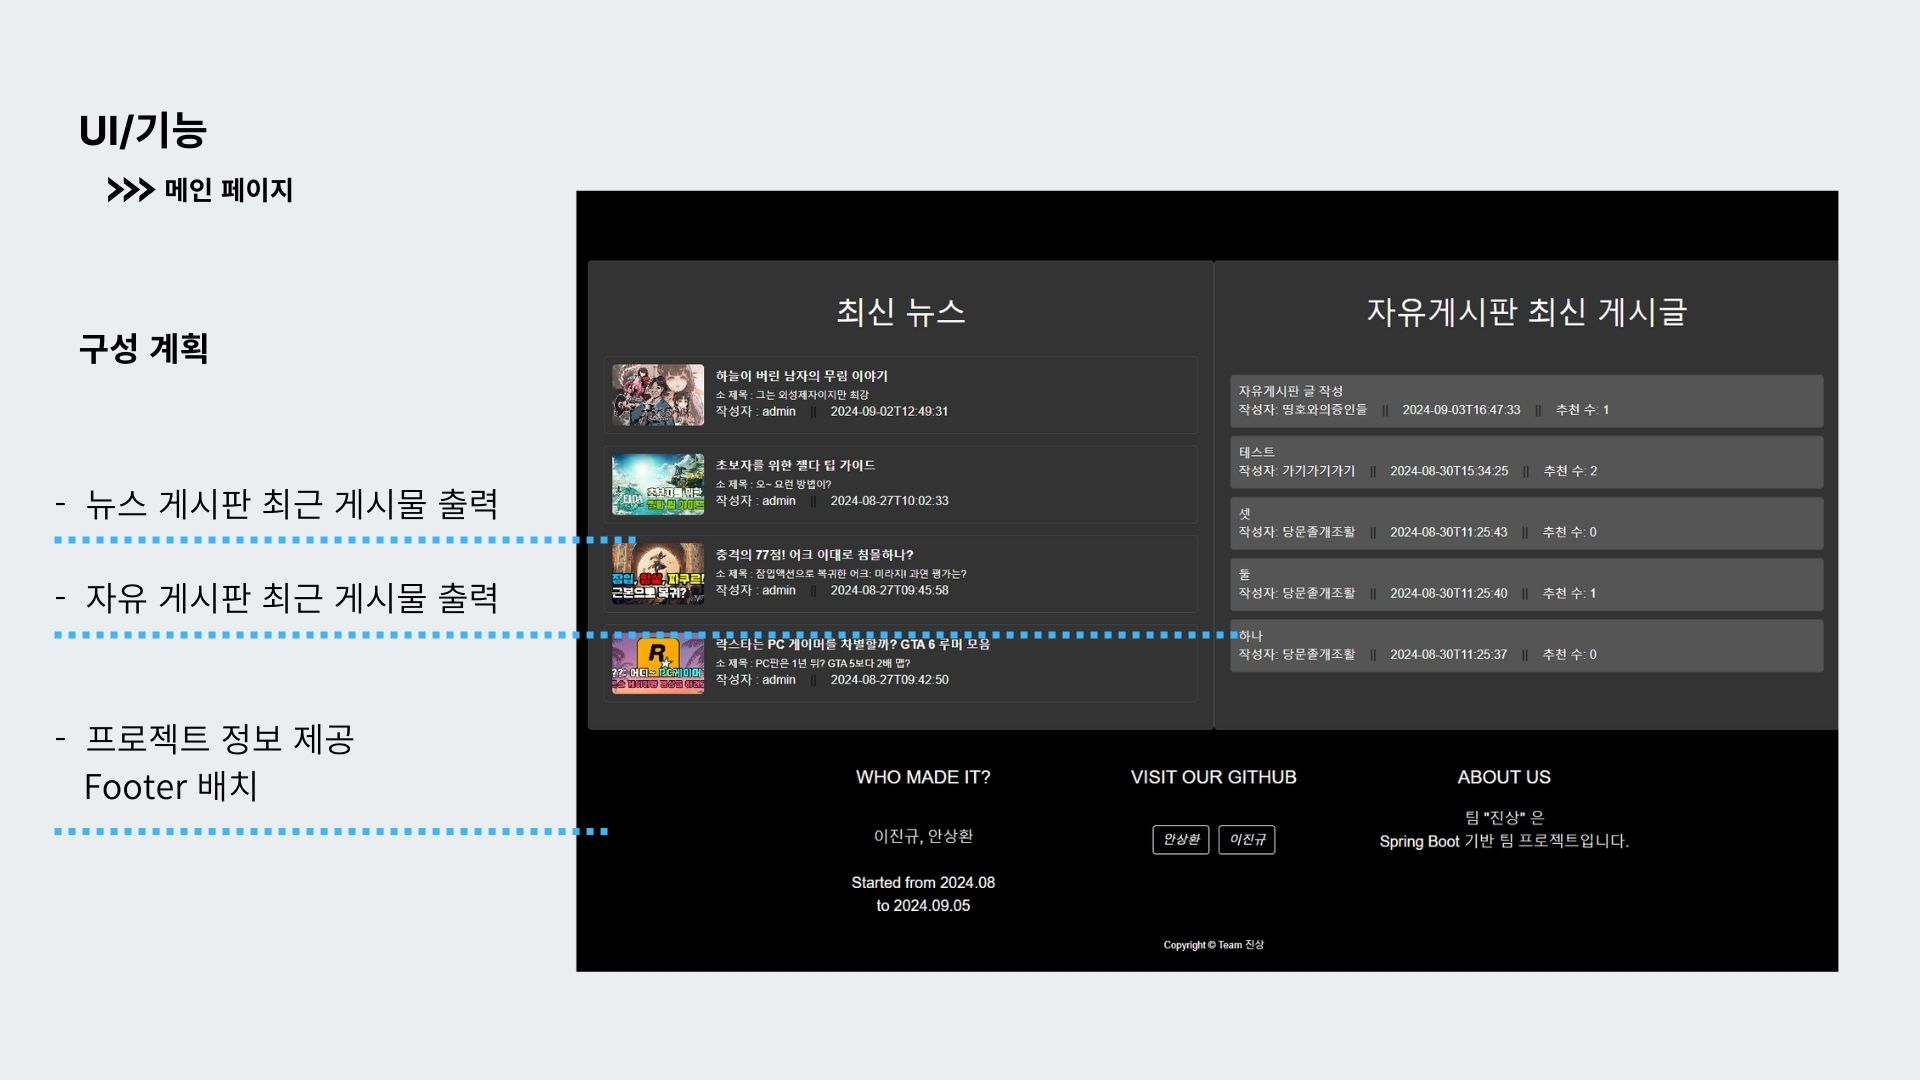 UI/기능
메인 페이지
구성 계획
- 뉴스 게시판 최근 게시물 출력
- 자유 게시판 최근 게시물 출력
- 프로젝트 정보 제공
Footer 배치
최신 뉴스
하늘이 버린 남자의 무림 이야기
소 제목 : 그는 외성제자이지만 최강
작성자 : admin || 2024-09-02T12:49:31
초보자를 위한
초보자를 위한 젤다 팁 가이드
소 제목 : 오~ 요런 방법이?
작성자 : admin || 2024-08-27T10:02:33
근본으로 복귀?
충격의 77점! 어크 이대로 침몰하나?
소 제목 : 잠입액션으로 복귀한 어크: 미라지! 과연 평가는?
작성자 : admin || 2024-08-27T09:45:58
R
락스타는 PC 게이머를 차별할까? GTA 6 루머 모음
소 제목 : PC판은 1년 뒤? GTA 5보다 2배 맵?
작성자 : admin || 2024-08-27T09:42:50
자유게시판 최신 게시글
자유게시판 글 작성
작성자: 띵호와의증인들 || 2024-09-03T16:47:33 || 추천 수: 1
테스트
작성자: 가기가기가기 || 2024-08-30T15:34:25 || 추천 수: 2
셋
작성자: 당문졸개조활 || 2024-08-30T11:25:43 || 추천 수: 0
둘
작성자: 당문졸개조활 || 2024-08-30T11:25:40 || 추천 수: 1
하나
작성자: 당문졸개조활 || 2024-08-30T11:25:37 || 추천 수: 0
WHO MADE IT?
이진규, 안상환
Started from 2024.08
to 2024.09.05
VISIT OUR GITHUB
안상환 이진규
ABOUT US
팀 "진상" 은
Spring Boot 기반 팀 프로젝트입니다.
Copyright © Team 진상